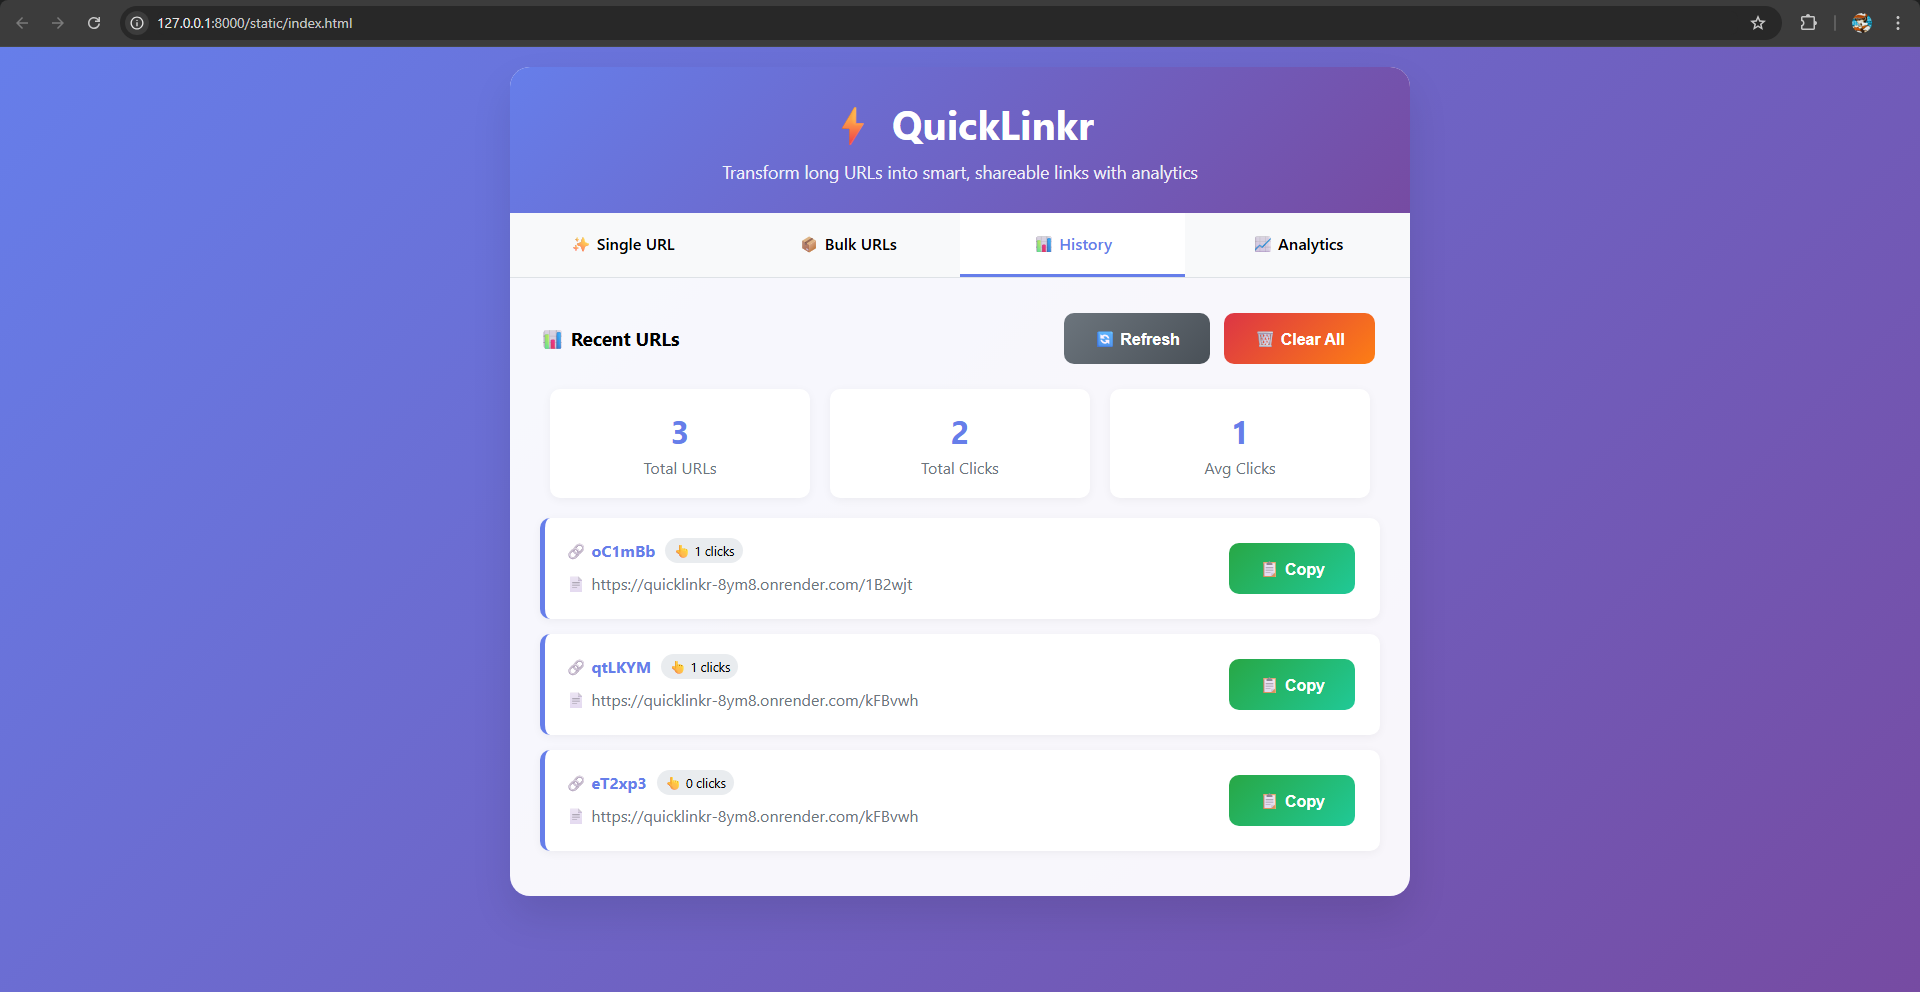 127.0.0.1:8000/static/index.html
QuickLinkr
Transform long URLs into smart, shareable links with analytics
Single URL
Bulk URLs
History
Analytics
Recent URLs
Refresh
Clear All
3
Total URLs
2
Total Clicks
1
Avg Clicks
oC1mBb 1 clicks
https://quicklinkr-8ym8.onrender.com/1B2wjt
Copy
qtLKYM 1 clicks
https://quicklinkr-8ym8.onrender.com/kFBvwh
Copy
eT2xp3 0 clicks
https://quicklinkr-8ym8.onrender.com/kFBvwh
Copy